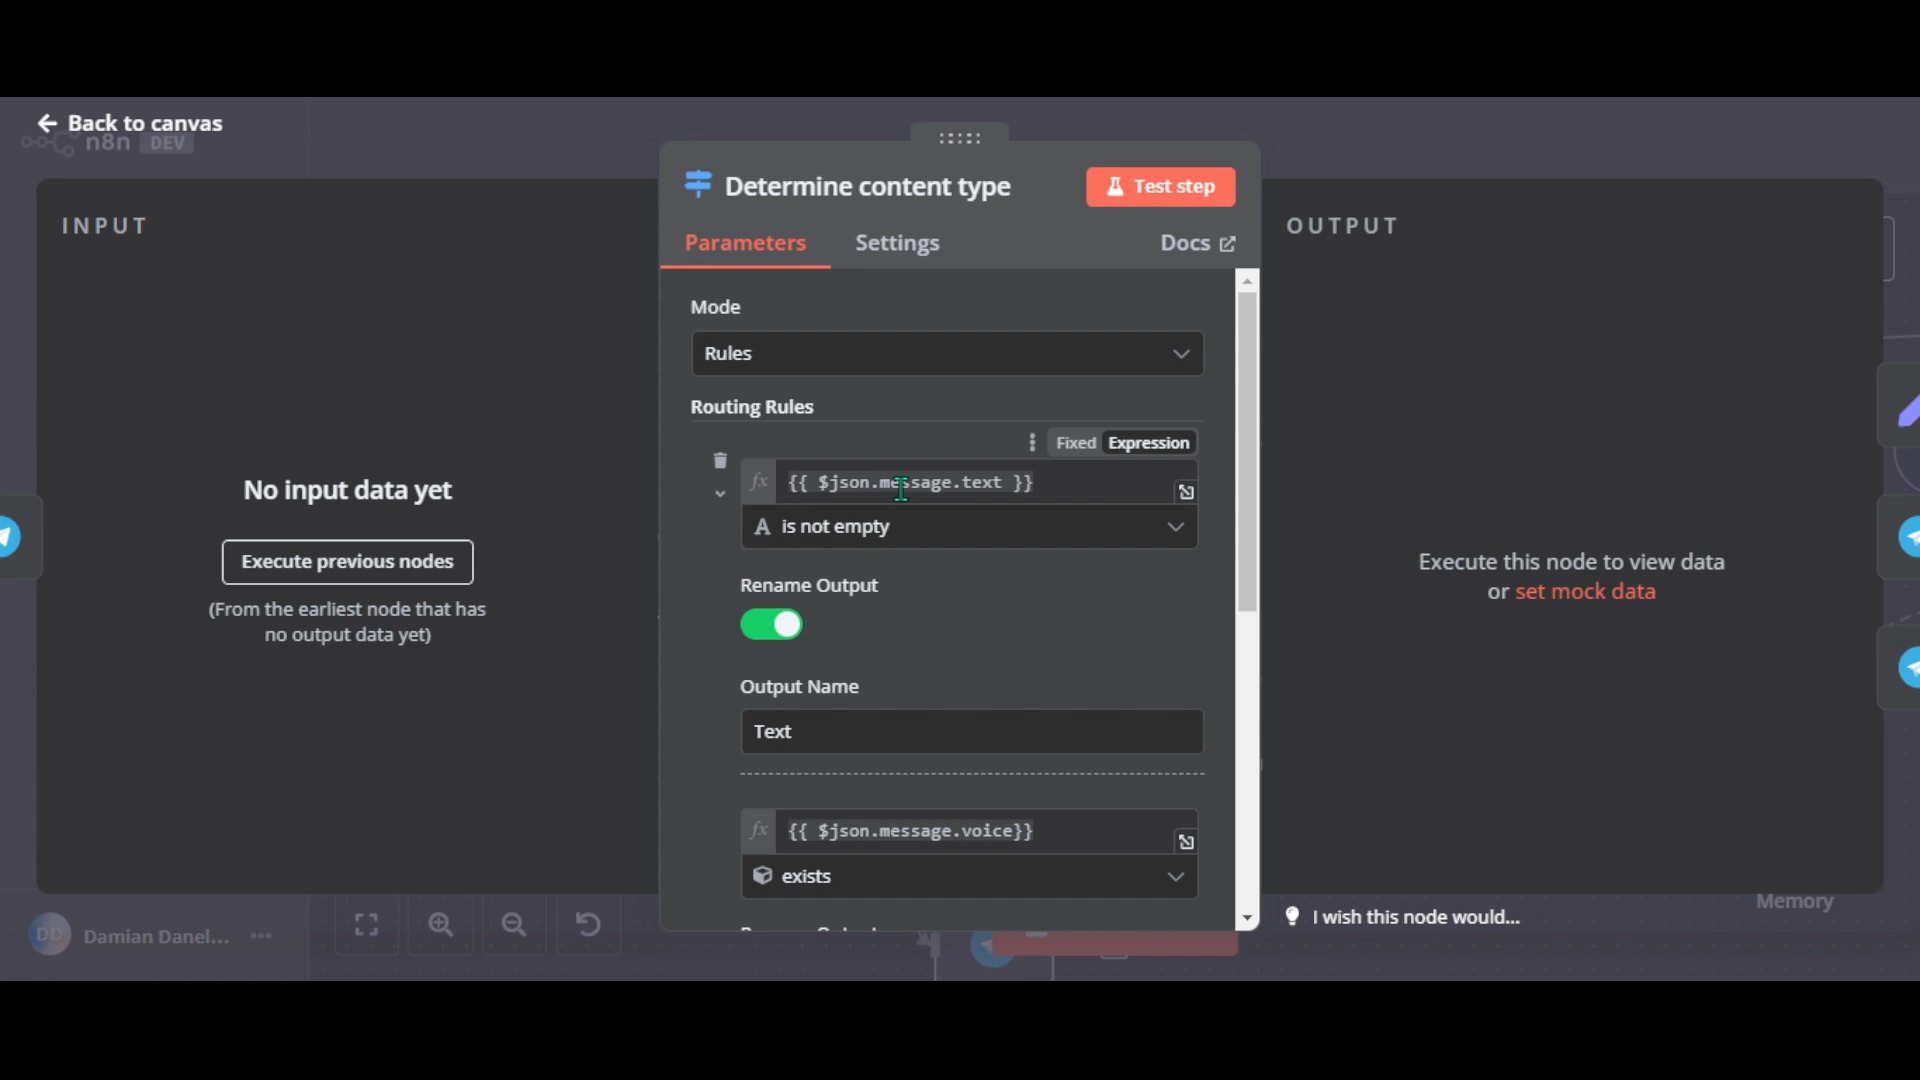 Back to canvas
n8n DEV
INPUT
No input data yet
Execute previous nodes
(From the earliest node that has
no output data yet)
Determine content type
Test step
Parameters
Settings
Docs
Mode
Rules
Routing Rules
Fixed Expression
fx {{ $json.message.text }}
A is not empty
Rename Output
Output Name
Text
fx {{ $json.message.voice}}
exists
OUTPUT
Execute this node to view data
or set mock data
I wish this node would...
Memory
DD Damian Danel...